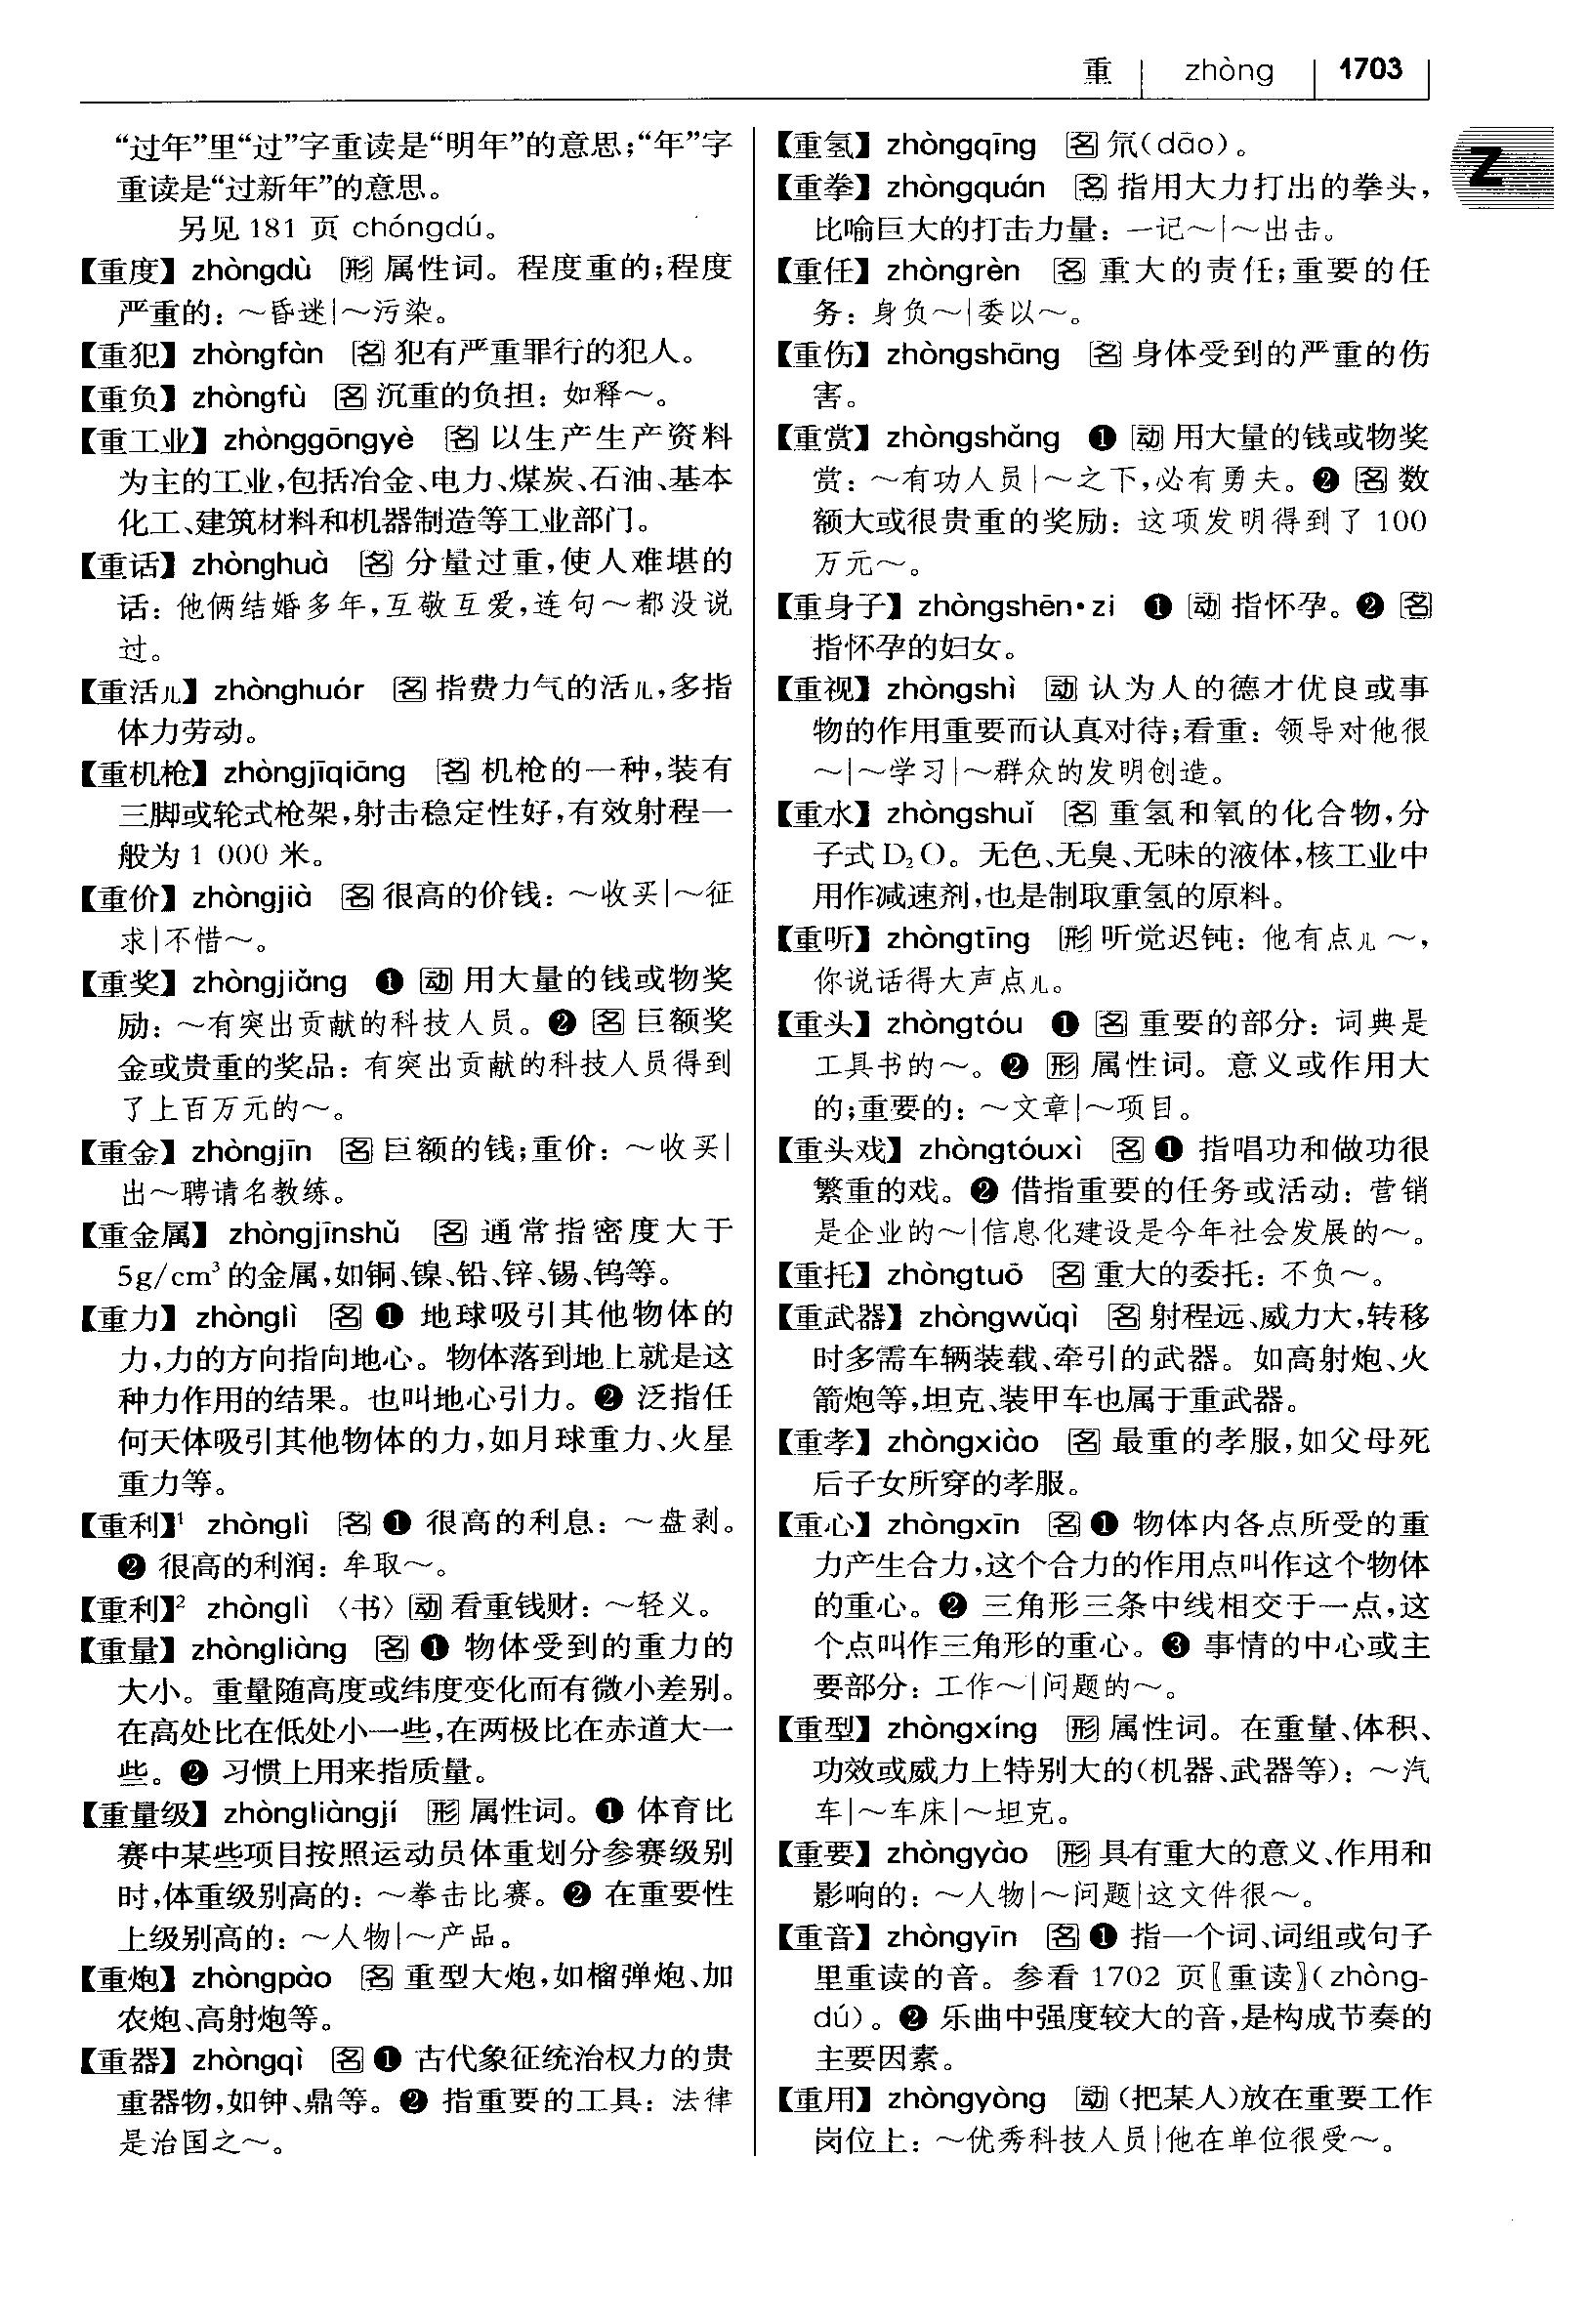 重 | zhòng | 1703
Z
“过年”里“过”字重读是“明年”的意思；“年”字
重读是“过新年”的意思。
另见 181 页 chóngdú。
【重度】 zhòngdù 形 属性词。程度重的；程度
严重的：～昏迷|～污染。
【重犯】 zhòngfàn 名 犯有严重罪行的犯人。
【重负】 zhòngfù 名 沉重的负担：如释～。
【重工业】 zhònggōngyè 名 以生产生产资料
为主的工业，包括冶金、电力、煤炭、石油、基本
化工、建筑材料和机器制造等工业部门。
【重话】 zhònghuà 名 分量过重，使人难堪的
话：他俩结婚多年，互敬互爱，连句～都没说
过。
【重活儿】 zhònghuór 名 指费力气的活儿，多指
体力劳动。
【重机枪】 zhòngjīqiāng 名 机枪的一种，装有
三脚或轮式枪架，射击稳定性好，有效射程一
般为 1 000 米。
【重价】 zhòngjià 名 很高的价钱：～收买|～征
求|不惜～。
【重奖】 zhòngjiǎng ❶ 动 用大量的钱或物奖
励：～有突出贡献的科技人员。❷ 名 巨额奖
金或贵重的奖品：有突出贡献的科技人员得到
了上百万元的～。
【重金】 zhòngjīn 名 巨额的钱；重价：～收买|
出～聘请名教练。
【重金属】 zhòngjīnshǔ 名 通常指密度大于
5g/cm³ 的金属，如铜、镍、铅、锌、锡、钨等。
【重力】 zhònglì 名 ❶ 地球吸引其他物体的
力，力的方向指向地心。物体落到地上就是这
种力作用的结果。也叫地心引力。❷ 泛指任
何天体吸引其他物体的力，如月球重力、火星
重力等。
【重利】¹ zhònglì 名 ❶ 很高的利息：～盘剥。
❷ 很高的利润：牟取～。
【重利】² zhònglì 〈书〉 动 看重钱财：～轻义。
【重量】 zhòngliàng 名 ❶ 物体受到的重力的
大小。重量随高度或纬度变化而有微小差别。
在高处比在低处小一些，在两极比在赤道大一
些。❷ 习惯上用来指质量。
【重量级】 zhòngliàngjí 形 属性词。❶ 体育比
赛中某些项目按照运动员体重划分参赛级别
时，体重级别高的：～拳击比赛。❷ 在重要性
上级别高的：～人物|～产品。
【重炮】 zhòngpào 名 重型大炮，如榴弹炮、加
农炮、高射炮等。
【重器】 zhòngqì 名 ❶ 古代象征统治权力的贵
重器物，如钟、鼎等。❷ 指重要的工具：法律
是治国之～。
【重氢】 zhòngqīng 名 氘(dāo)。
【重拳】 zhòngquán 名 指用大力打出的拳头，
比喻巨大的打击力量：一记～|～出击。
【重任】 zhòngrèn 名 重大的责任；重要的任
务：身负～|委以～。
【重伤】 zhòngshāng 名 身体受到的严重的伤
害。
【重赏】 zhòngshǎng ❶ 动 用大量的钱或物奖
赏：～有功人员|～之下，必有勇夫。❷ 名 数
额大或很贵重的奖励：这项发明得到了 100
万元～。
【重身子】 zhòngshēn·zi ❶ 动 指怀孕。❷ 名
指怀孕的妇女。
【重视】 zhòngshì 动 认为人的德才优良或事
物的作用重要而认真对待；看重：领导对他很
～|～学习|～群众的发明创造。
【重水】 zhòngshuǐ 名 重氢和氧的化合物，分
子式 D₂O。无色、无臭、无味的液体，核工业中
用作减速剂，也是制取重氢的原料。
【重听】 zhòngtīng 形 听觉迟钝：他有点儿～，
你说话得大声点儿。
【重头】 zhòngtóu ❶ 名 重要的部分：词典是
工具书的～。❷ 形 属性词。意义或作用大
的；重要的：～文章|～项目。
【重头戏】 zhòngtóuxì 名 ❶ 指唱功和做功很
繁重的戏。❷ 借指重要的任务或活动：营销
是企业的～|信息化建设是今年社会发展的～。
【重托】 zhòngtuō 名 重大的委托：不负～。
【重武器】 zhòngwǔqì 名 射程远、威力大，转移
时多需车辆装载、牵引的武器。如高射炮、火
箭炮等，坦克、装甲车也属于重武器。
【重孝】 zhòngxiào 名 最重的孝服，如父母死
后子女所穿的孝服。
【重心】 zhòngxīn 名 ❶ 物体内各点所受的重
力产生合力，这个合力的作用点叫作这个物体
的重心。❷ 三角形三条中线相交于一点，这
个点叫作三角形的重心。❸ 事情的中心或主
要部分：工作～|问题的～。
【重型】 zhòngxíng 形 属性词。在重量、体积、
功效或威力上特别大的(机器、武器等)：～汽
车|～车床|～坦克。
【重要】 zhòngyào 形 具有重大的意义、作用和
影响的：～人物|～问题|这文件很～。
【重音】 zhòngyīn 名 ❶ 指一个词、词组或句子
里重读的音。参看 1702 页〖重读〗(zhòng-
dú)。❷ 乐曲中强度较大的音，是构成节奏的
主要因素。
【重用】 zhòngyòng 动 (把某人)放在重要工作
岗位上：～优秀科技人员|他在单位很受～。